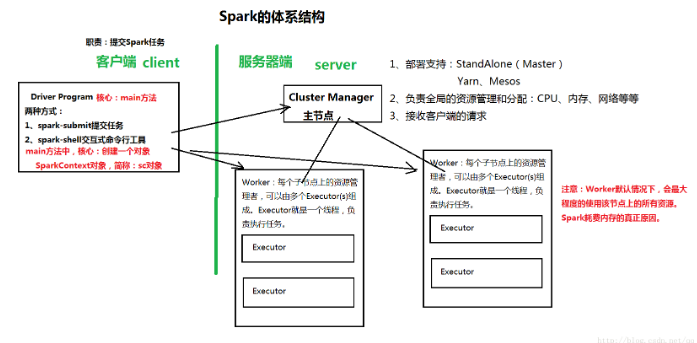 Spark的体系结构
职责：提交Spark任务
客户端 client
服务器端 server
Driver Program 核心：main方法
两种方式：
1、spark-submit提交任务
2、spark-shell交互式命令行工具
main方法中，核心：创建一个对象
SparkContext对象，简称：sc对象
Cluster Manager
主节点
1、部署支持：StandAlone（Master）
Yarn、Mesos
2、负责全局的资源管理和分配：CPU、内存、网络等等
3、接收客户端的请求
Worker：每个子节点上的资源管
理者，可以由多个Executor(s)组
成。Executor就是一个线程，负
责执行任务。
Executor
Executor
Worker：每个子节点上的资源管
理者，可以由多个Executor(s)组
成。Executor就是一个线程，负
责执行任务。
Executor
Executor
注意：Worker默认情况下，会最大
程度的使用该节点上的所有资源。
Spark耗费内存的真正原因。